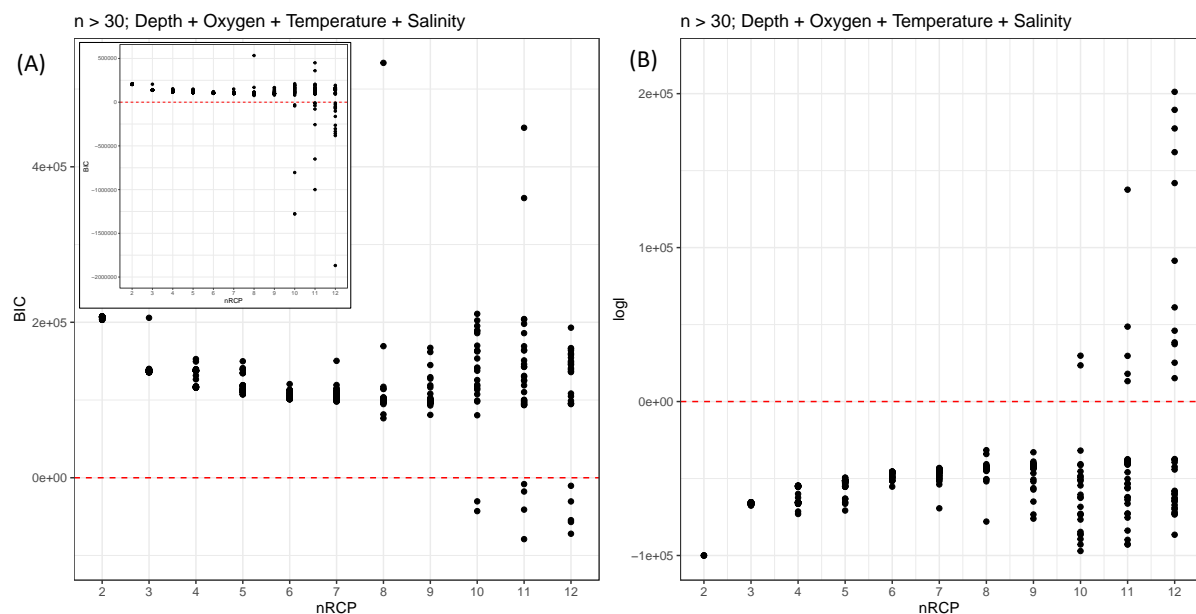 n > 30; Depth + Oxygen + Temperature + Salinity
(A)
500000
0
−500000
−1000000
−1500000
−2000000
BIC
2 3 4 5 6 7 8 9 10 11 12
nRCP
4e+05
2e+05
0e+00
BIC
2 3 4 5 6 7 8 9 10 11 12
nRCP
n > 30; Depth + Oxygen + Temperature + Salinity
(B)
2e+05
1e+05
0e+00
−1e+05
logl
2 3 4 5 6 7 8 9 10 11 12
nRCP